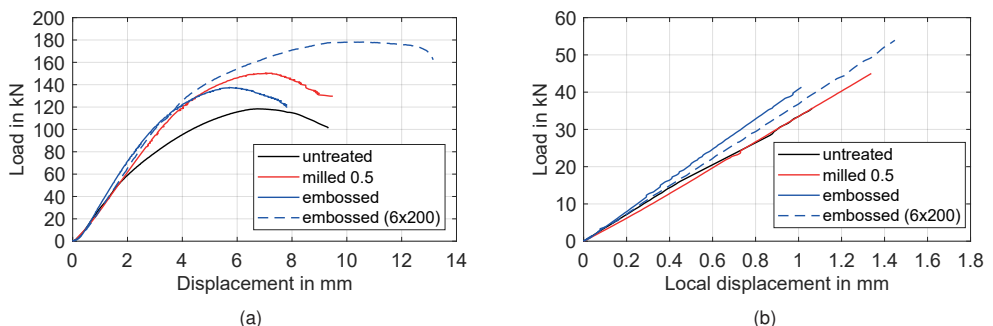 200
180
160
140
120
100
80
60
40
20
0
Load in kN
0 2 4 6 8 10 12 14
Displacement in mm
untreated
milled 0.5
embossed
embossed (6x200)
(a)
60
50
40
30
20
10
0
Load in kN
0 0.2 0.4 0.6 0.8 1.0 1.2 1.4 1.6 1.8
Local displacement in mm
untreated
milled 0.5
embossed
embossed (6x200)
(b)